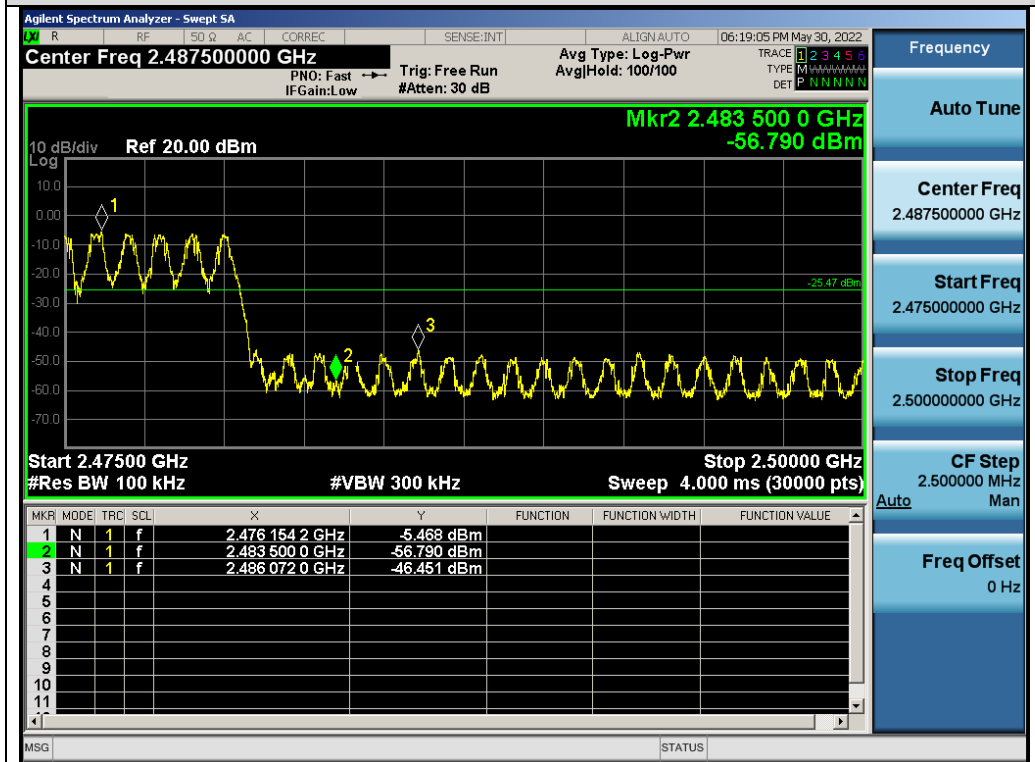 Agilent Spectrum Analyzer - Swept SA
LXI R RF 50 Ω AC CORREC SENSE:INT ALIGN AUTO 06:19:05 PM May 30, 2022
Center Freq 2.487500000 GHz
PNO: Fast
IFGain:Low
Trig: Free Run
#Atten: 30 dB
Avg Type: Log-Pwr
Avg|Hold: 100/100
TRACE 1 2 3 4 5 6
TYPE M
DET P N N N N N
Mkr2 2.483 500 0 GHz
-56.790 dBm
10 dB/div Ref 20.00 dBm
Log
10.0
0.00
-10.0
-20.0
-30.0
-40.0
-50.0
-60.0
-70.0
1
2
3
-25.47 dBm
Start 2.47500 GHz Stop 2.50000 GHz
#Res BW 100 kHz #VBW 300 kHz Sweep 4.000 ms (30000 pts)
MKR MODE TRC SCL X Y FUNCTION FUNCTION WIDTH FUNCTION VALUE
1 N 1 f 2.476 154 2 GHz -5.468 dBm
2 N 1 f 2.483 500 0 GHz -56.790 dBm
3 N 1 f 2.486 072 0 GHz -46.451 dBm
4
5
6
7
8
9
10
11
MSG STATUS
Frequency
Auto Tune
Center Freq
2.487500000 GHz
Start Freq
2.475000000 GHz
Stop Freq
2.500000000 GHz
CF Step
2.500000 MHz
Auto Man
Freq Offset
0 Hz